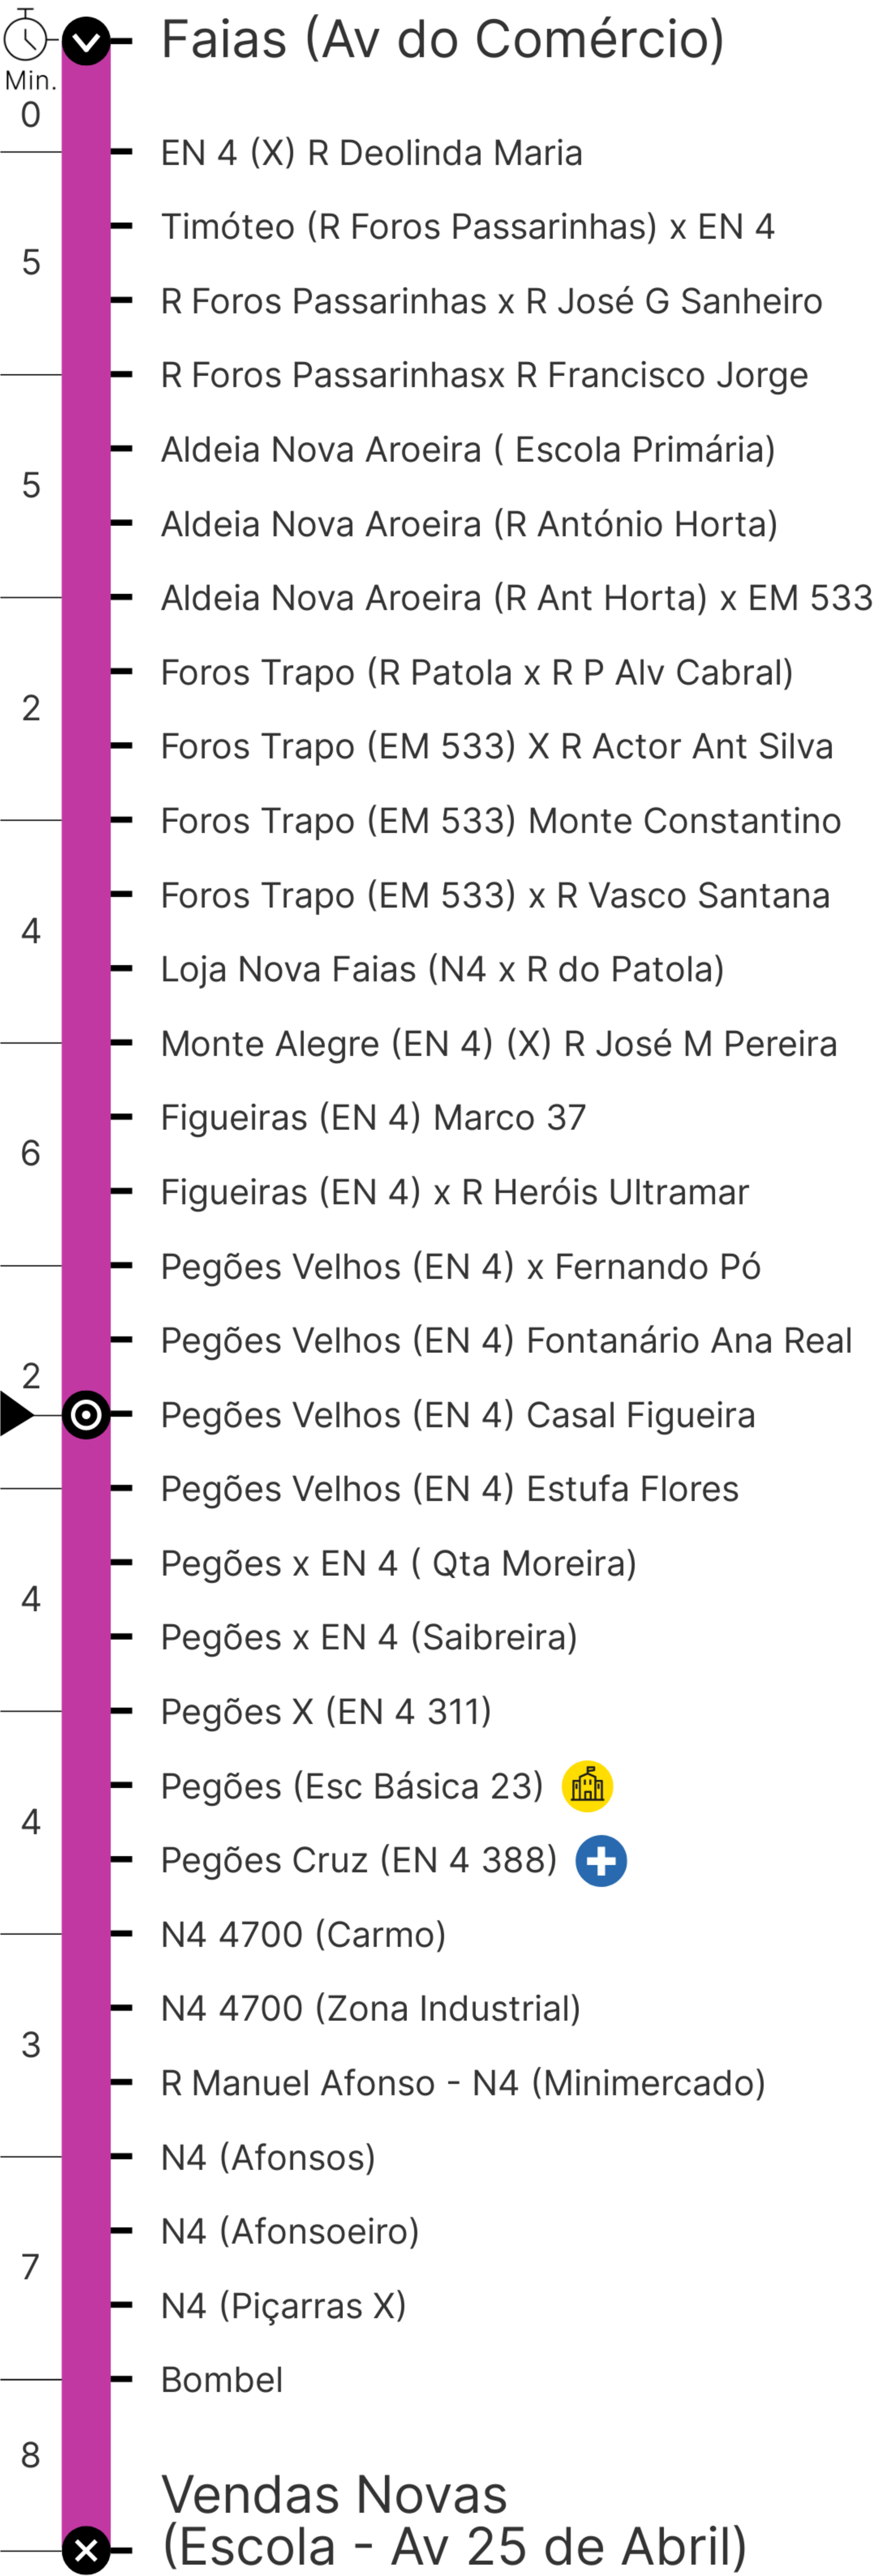 Faias (Av do Comércio)
Min.
0
EN 4 (X) R Deolinda Maria
Timóteo (R Foros Passarinhas) x EN 4
5
R Foros Passarinhas x R José G Sanheiro
R Foros Passarinhasx R Francisco Jorge
Aldeia Nova Aroeira ( Escola Primária)
5
Aldeia Nova Aroeira (R António Horta)
Aldeia Nova Aroeira (R Ant Horta) x EM 533
Foros Trapo (R Patola x R P Alv Cabral)
2
Foros Trapo (EM 533) X R Actor Ant Silva
Foros Trapo (EM 533) Monte Constantino
Foros Trapo (EM 533) x R Vasco Santana
4
Loja Nova Faias (N4 x R do Patola)
Monte Alegre (EN 4) (X) R José M Pereira
Figueiras (EN 4) Marco 37
6
Figueiras (EN 4) x R Heróis Ultramar
Pegões Velhos (EN 4) x Fernando Pó
Pegões Velhos (EN 4) Fontanário Ana Real
2
Pegões Velhos (EN 4) Casal Figueira
Pegões Velhos (EN 4) Estufa Flores
Pegões x EN 4 ( Qta Moreira)
4
Pegões x EN 4 (Saibreira)
Pegões X (EN 4 311)
Pegões (Esc Básica 23)
4
Pegões Cruz (EN 4 388)
N4 4700 (Carmo)
N4 4700 (Zona Industrial)
3
R Manuel Afonso - N4 (Minimercado)
N4 (Afonsos)
N4 (Afonsoeiro)
7
N4 (Piçarras X)
Bombel
8
Vendas Novas
(Escola - Av 25 de Abril)